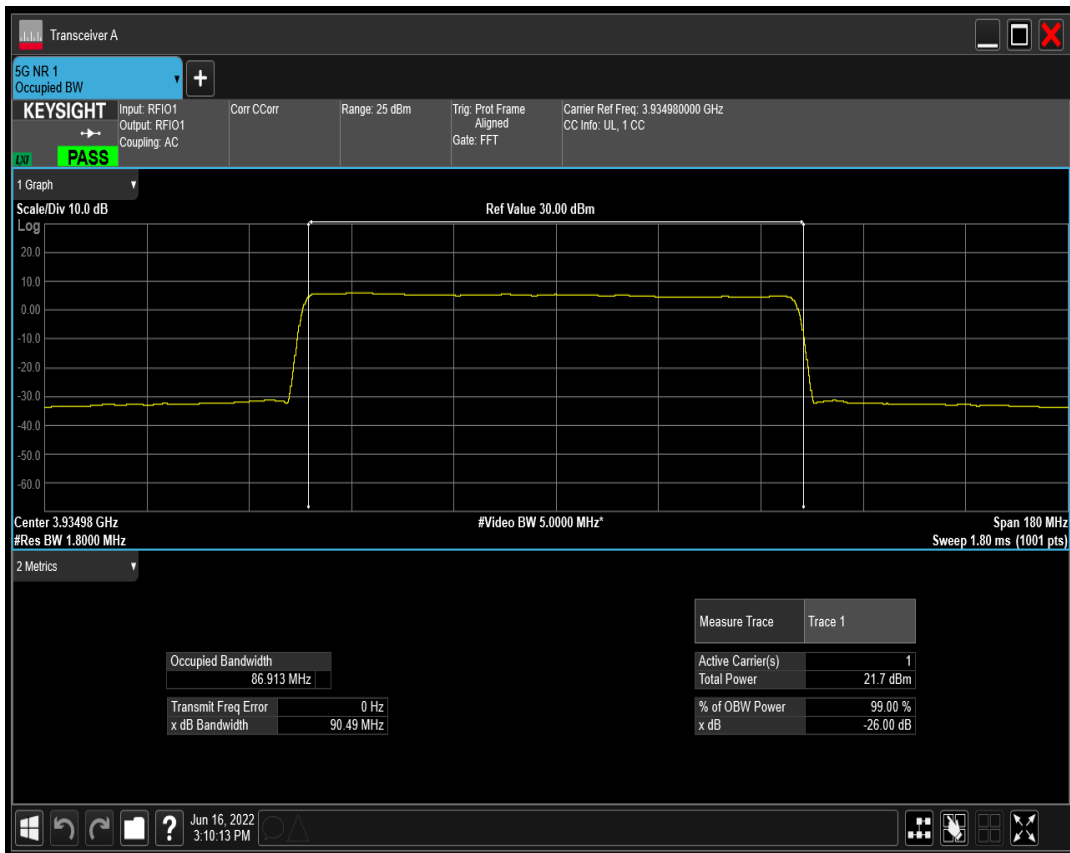 Transceiver A
5G NR 1
Occupied BW
KEYSIGHT
LXI
PASS
Input: RFIO1
Output: RFIO1
Coupling: AC
Corr CCorr
Range: 25 dBm
Trig: Prot Frame
Aligned
Gate: FFT
Carrier Ref Freq: 3.934980000 GHz
CC Info: UL, 1 CC
1 Graph
Scale/Div 10.0 dB
Ref Value 30.00 dBm
Log
20.0
10.0
0.00
-10.0
-20.0
-30.0
-40.0
-50.0
-60.0
Center 3.93498 GHz
#Video BW 5.0000 MHz*
Span 180 MHz
#Res BW 1.8000 MHz
Sweep 1.80 ms (1001 pts)
2 Metrics
Measure Trace Trace 1
Occupied Bandwidth
86.913 MHz
Active Carrier(s) 1
Total Power 21.7 dBm
Transmit Freq Error 0 Hz
x dB Bandwidth 90.49 MHz
% of OBW Power 99.00 %
x dB -26.00 dB
?
Jun 16, 2022
3:10:13 PM